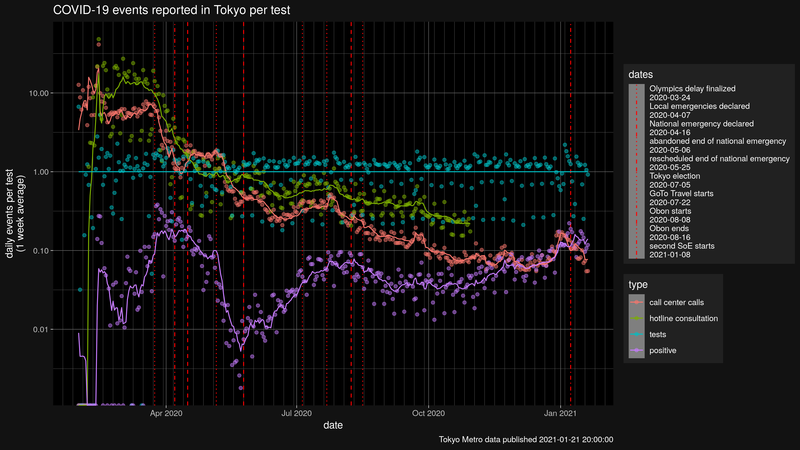 COVID-19 events reported in Tokyo per test
daily events per test
(1 week average)
10.00
1.00
0.10
0.01
Apr 2020
Jul 2020
Oct 2020
Jan 2021
date
Tokyo Metro data published 2021-01-21 20:00:00
dates
Olympics delay finalized
2020-03-24
Local emergencies declared
2020-04-07
National emergency declared
2020-04-16
abandoned end of national emergency
2020-05-06
rescheduled end of national emergency
2020-05-25
Tokyo election
2020-07-05
GoTo Travel starts
2020-07-22
Obon starts
2020-08-08
Obon ends
2020-08-16
second SoE starts
2021-01-08
type
call center calls
hotline consultation
tests
positive